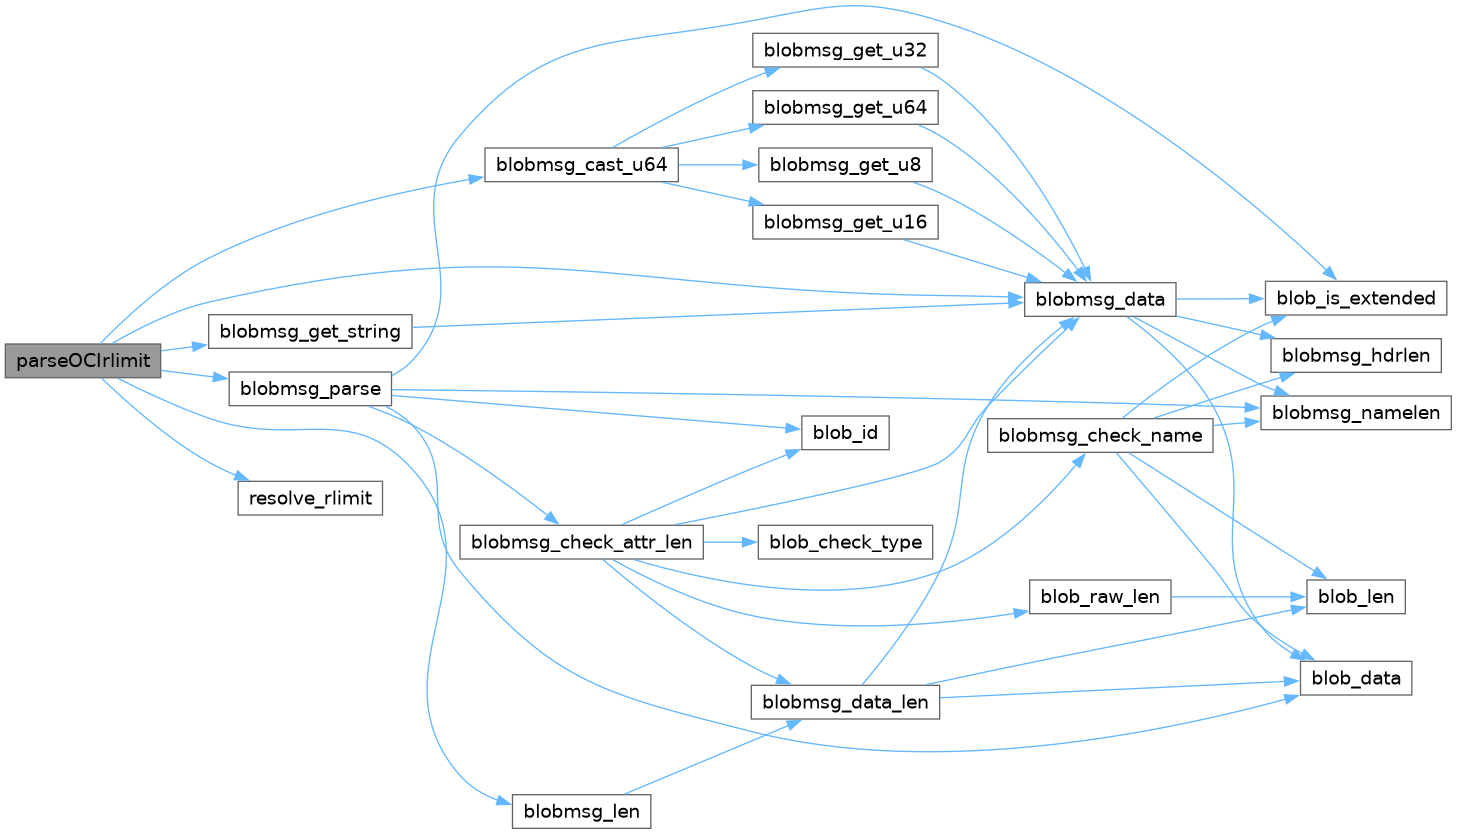 parseOCIrlimit
blobmsg_cast_u64
blobmsg_get_string
blobmsg_parse
resolve_rlimit
blobmsg_check_attr_len
blobmsg_len
blobmsg_get_u32
blobmsg_get_u64
blobmsg_get_u8
blobmsg_get_u16
blob_id
blob_check_type
blobmsg_data_len
blobmsg_data
blobmsg_check_name
blob_raw_len
blob_is_extended
blobmsg_hdrlen
blobmsg_namelen
blob_len
blob_data